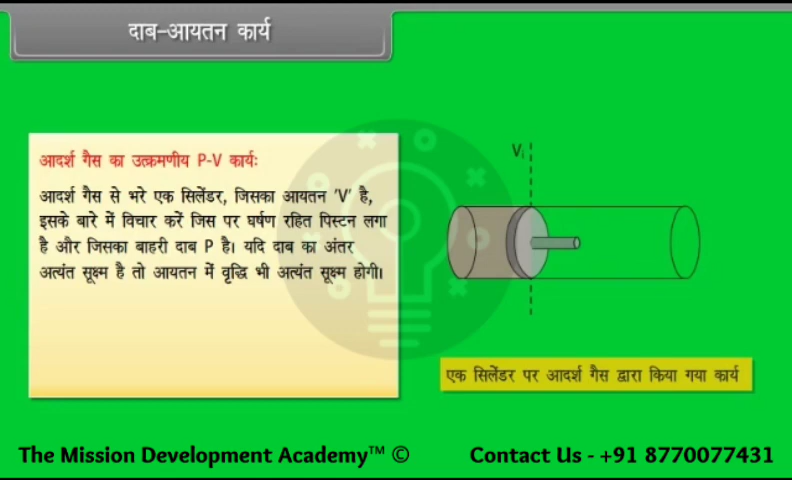 दाब-आयतन कार्य
आदर्श गैस का उत्क्रमणीय P-V कार्यः
आदर्श गैस से भरे एक सिलेंडर, जिसका आयतन 'V' है,
इसके बारे में विचार करें जिस पर घर्षण रहित पिस्टन लगा
है और जिसका बाहरी दाब P है। यदि दाब का अंतर
अत्यंत सूक्ष्म है तो आयतन में वृद्धि भी अत्यंत सूक्ष्म होगी।
Vi
एक सिलेंडर पर आदर्श गैस द्वारा किया गया कार्य
The Mission Development Academy™ © Contact Us - +91 8770077431